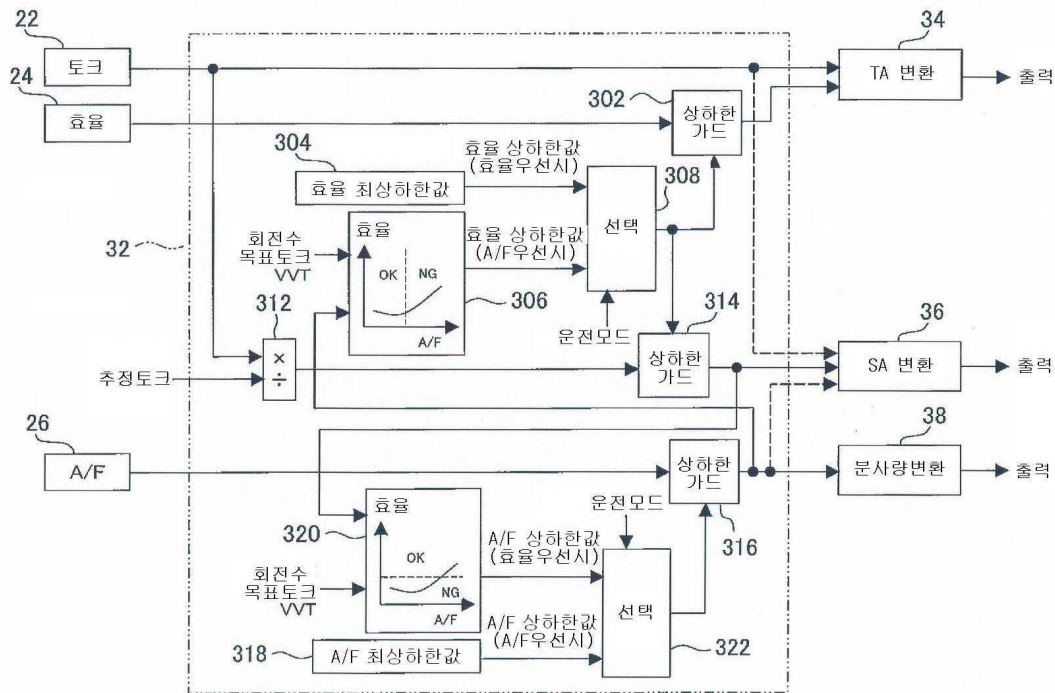 22
토크
24
효율
34
TA 변환
출력
302
상하한
가드
304
효율 최상하한값
효율 상하한값
(효율우선시)
308
선택
32
회전수
목표토크
VVT
효율
OK
NG
A/F
306
효율 상하한값
(A/F우선시)
운전모드
312
×
÷
추정토크
314
상하한
가드
36
SA 변환
출력
26
A/F
상하한
가드
316
38
분사량변환
출력
320
효율
OK
NG
A/F
회전수
목표토크
VVT
운전모드
A/F 상하한값
(효율우선시)
선택
322
A/F 상하한값
(A/F우선시)
318
A/F 최상하한값